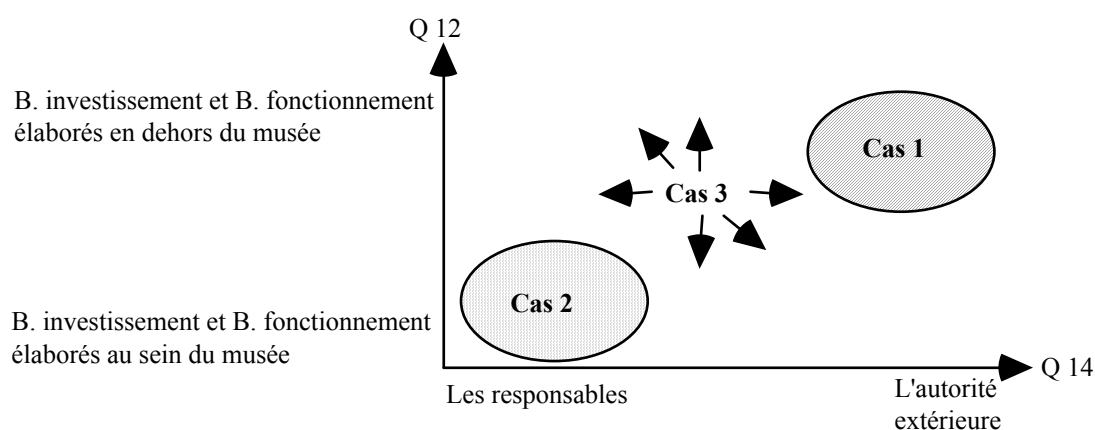 Q 12
B. investissement et B. fonctionnement
élaborés en dehors du musée
Cas 1
Cas 3
Cas 2
B. investissement et B. fonctionnement
élaborés au sein du musée
Q 14
Les responsables
L'autorité
extérieure